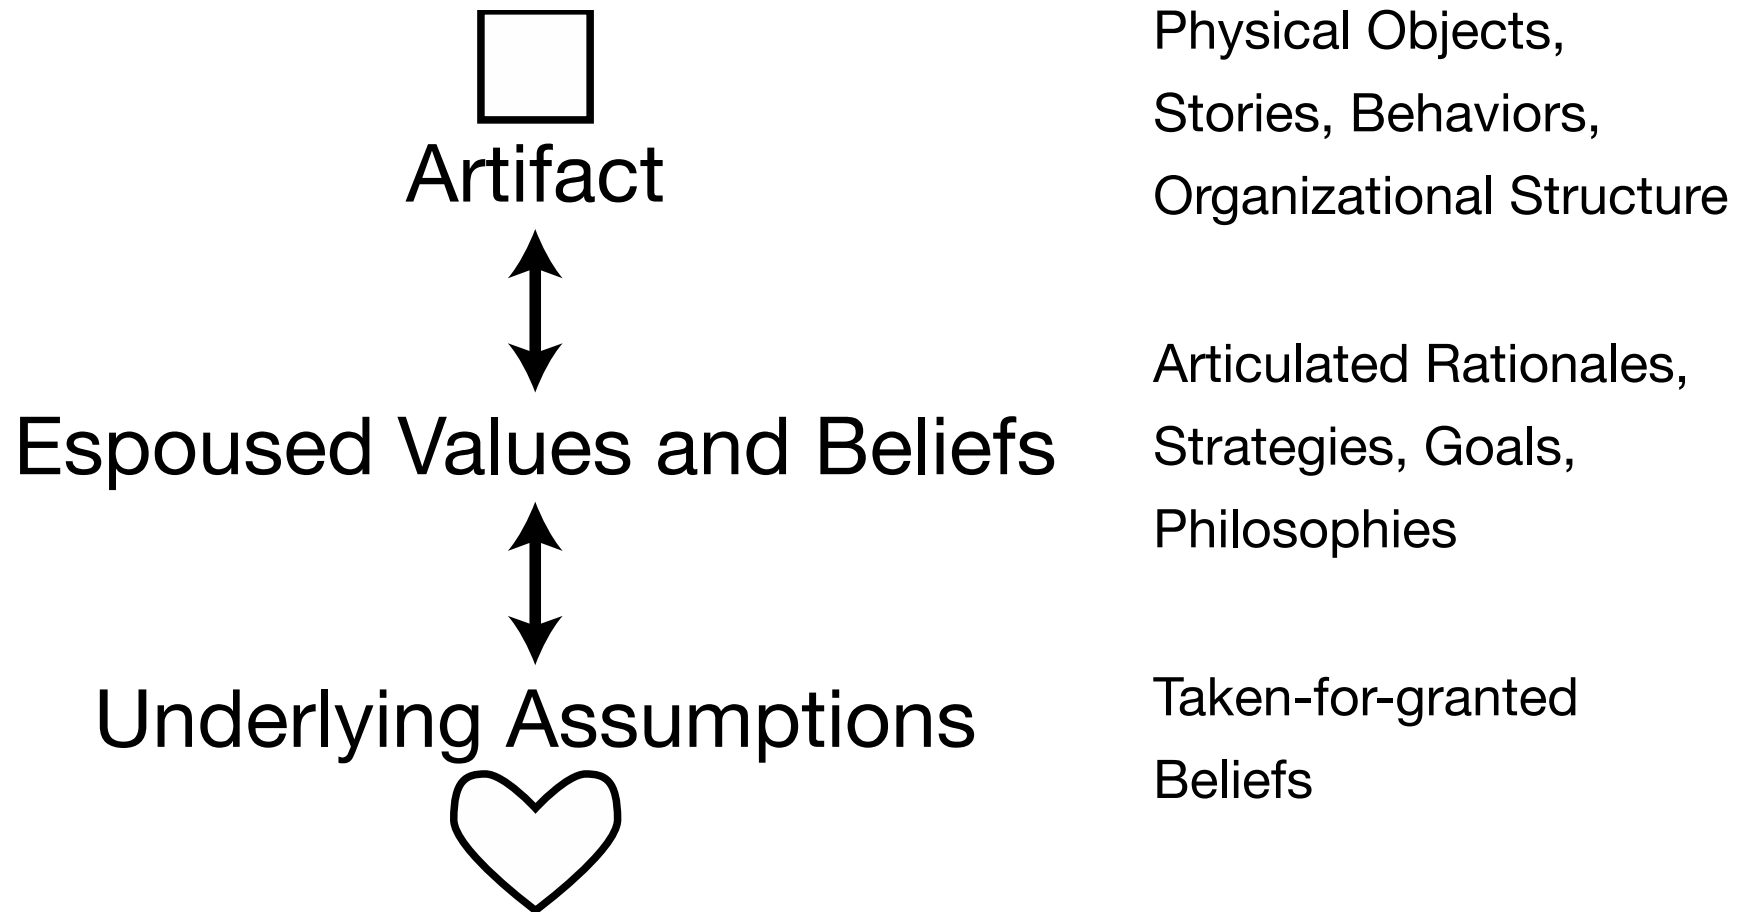 Physical Objects,
Stories, Behaviors,
Artifact
Organizational Structure
Articulated Rationales,
Espoused Values and Beliefs
Strategies, Goals,
Philosophies
Underlying Assumptions
Taken-for-granted
Beliefs